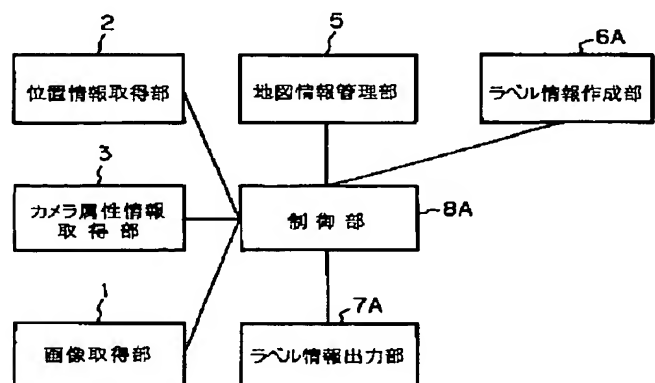 2
5
6A
位置情報取得部
地図情報管理部
ラベル情報作成部
3
カメラ属性情報
取得部
制御部
8A
1
7A
画像取得部
ラベル情報出力部